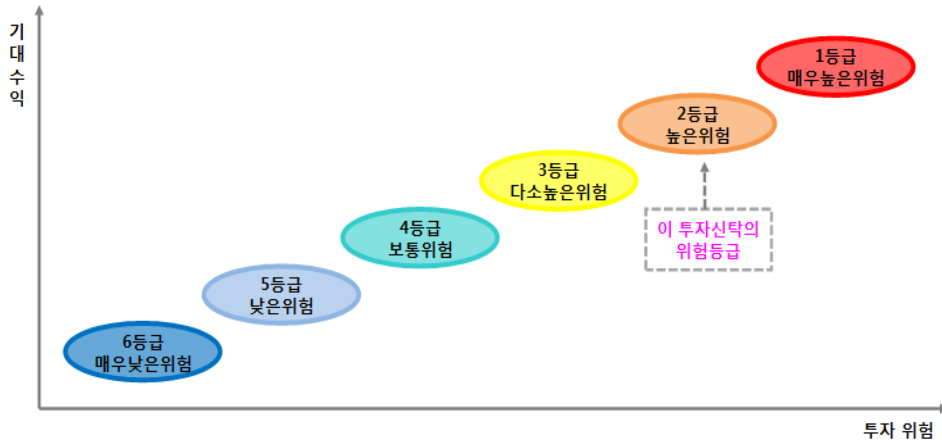 기대수익
1등급
매우높은위험
2등급
높은위험
3등급
다소높은위험
이 투자신탁의
위험등급
4등급
보통위험
5등급
낮은위험
6등급
매우낮은위험
투자 위험